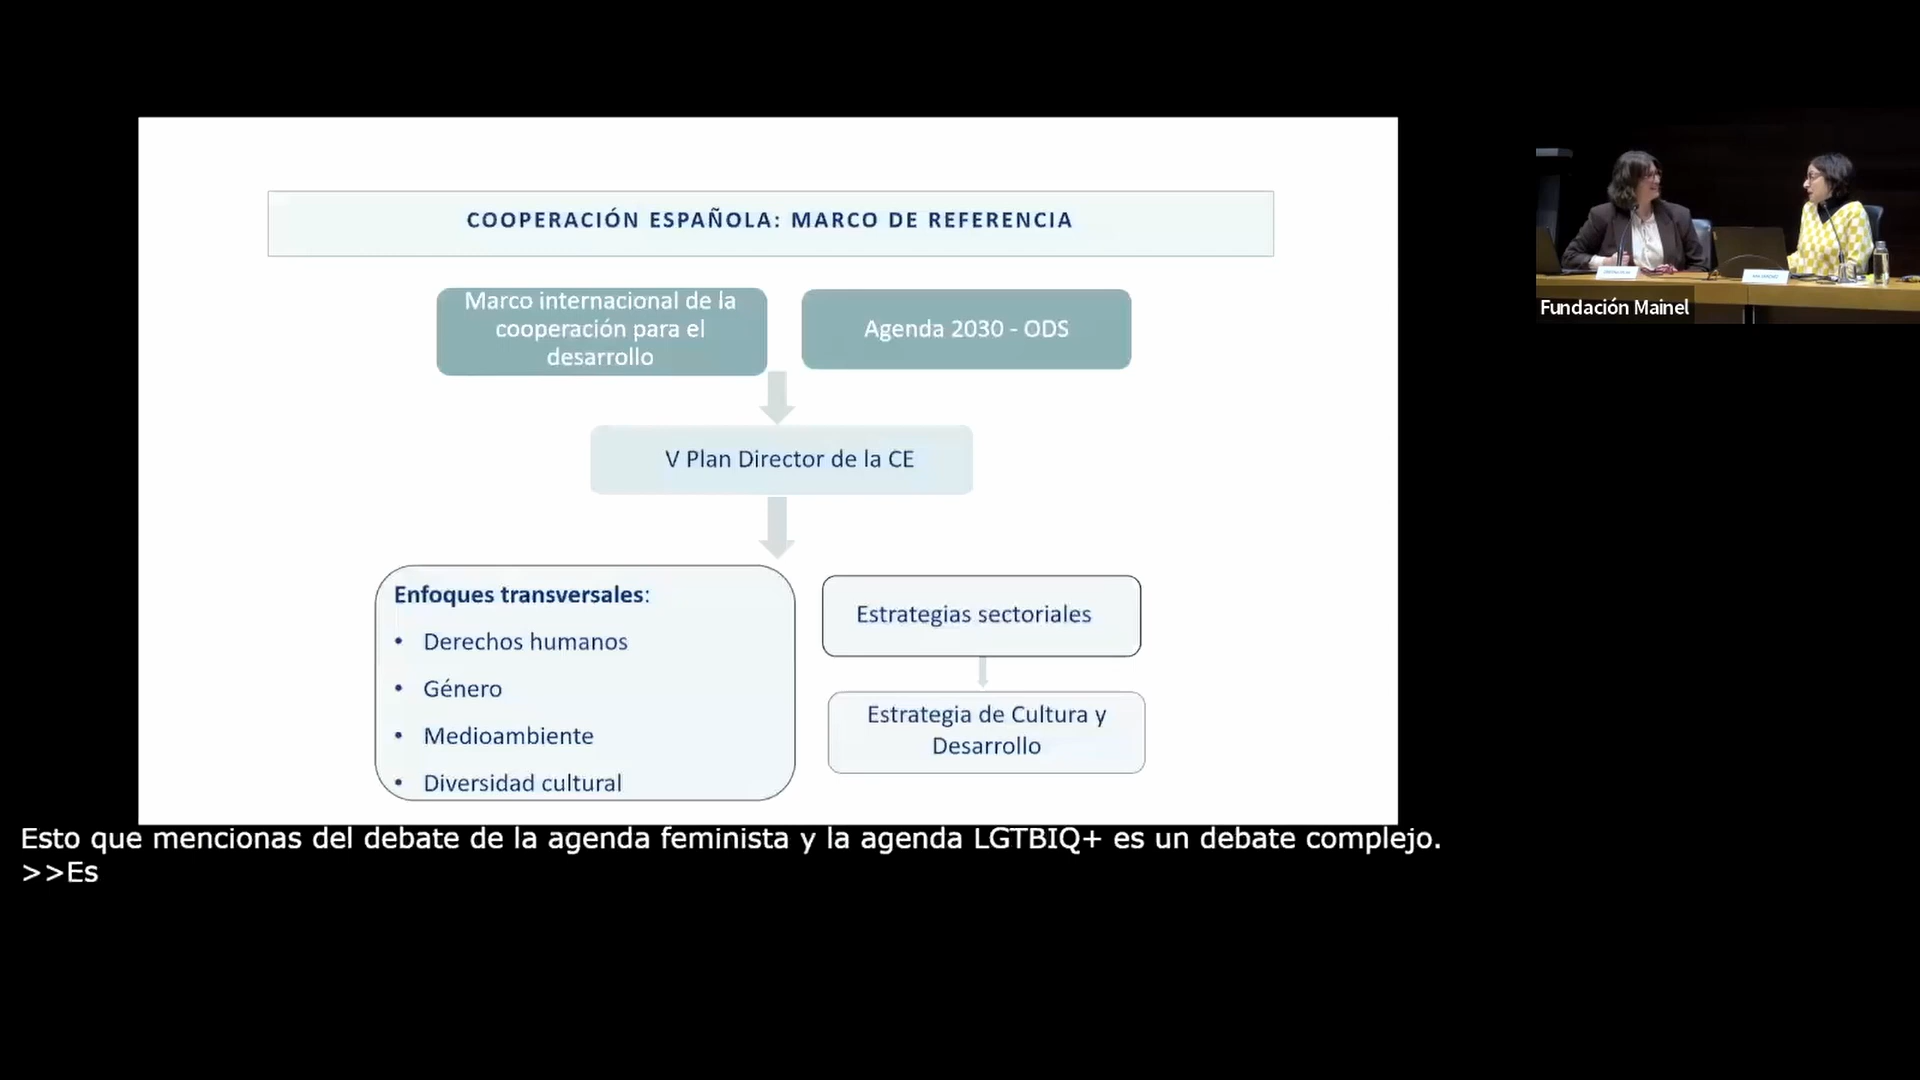 COOPERACIÓN ESPAÑOLA: MARCO DE REFERENCIA
Marco internacional de la
cooperación para el
desarrollo
Agenda 2030 - ODS
V Plan Director de la CE
Enfoques transversales:
• Derechos humanos
• Género
• Medioambiente
• Diversidad cultural
Estrategias sectoriales
Estrategia de Cultura y
Desarrollo
Fundación Mainel
Esto que mencionas del debate de la agenda feminista y la agenda LGTBIQ+ es un debate complejo.
>>Es